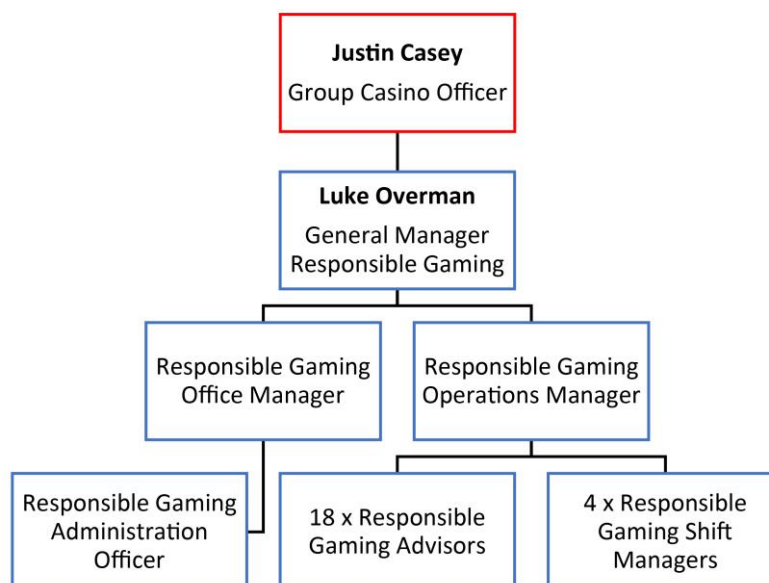 Justin Casey
Group Casino Officer
Luke Overman
General Manager
Responsible Gaming
Responsible Gaming
Office Manager
Responsible Gaming
Operations Manager
Responsible Gaming
Administration
Officer
18 x Responsible
Gaming Advisors
4 x Responsible
Gaming Shift
Managers